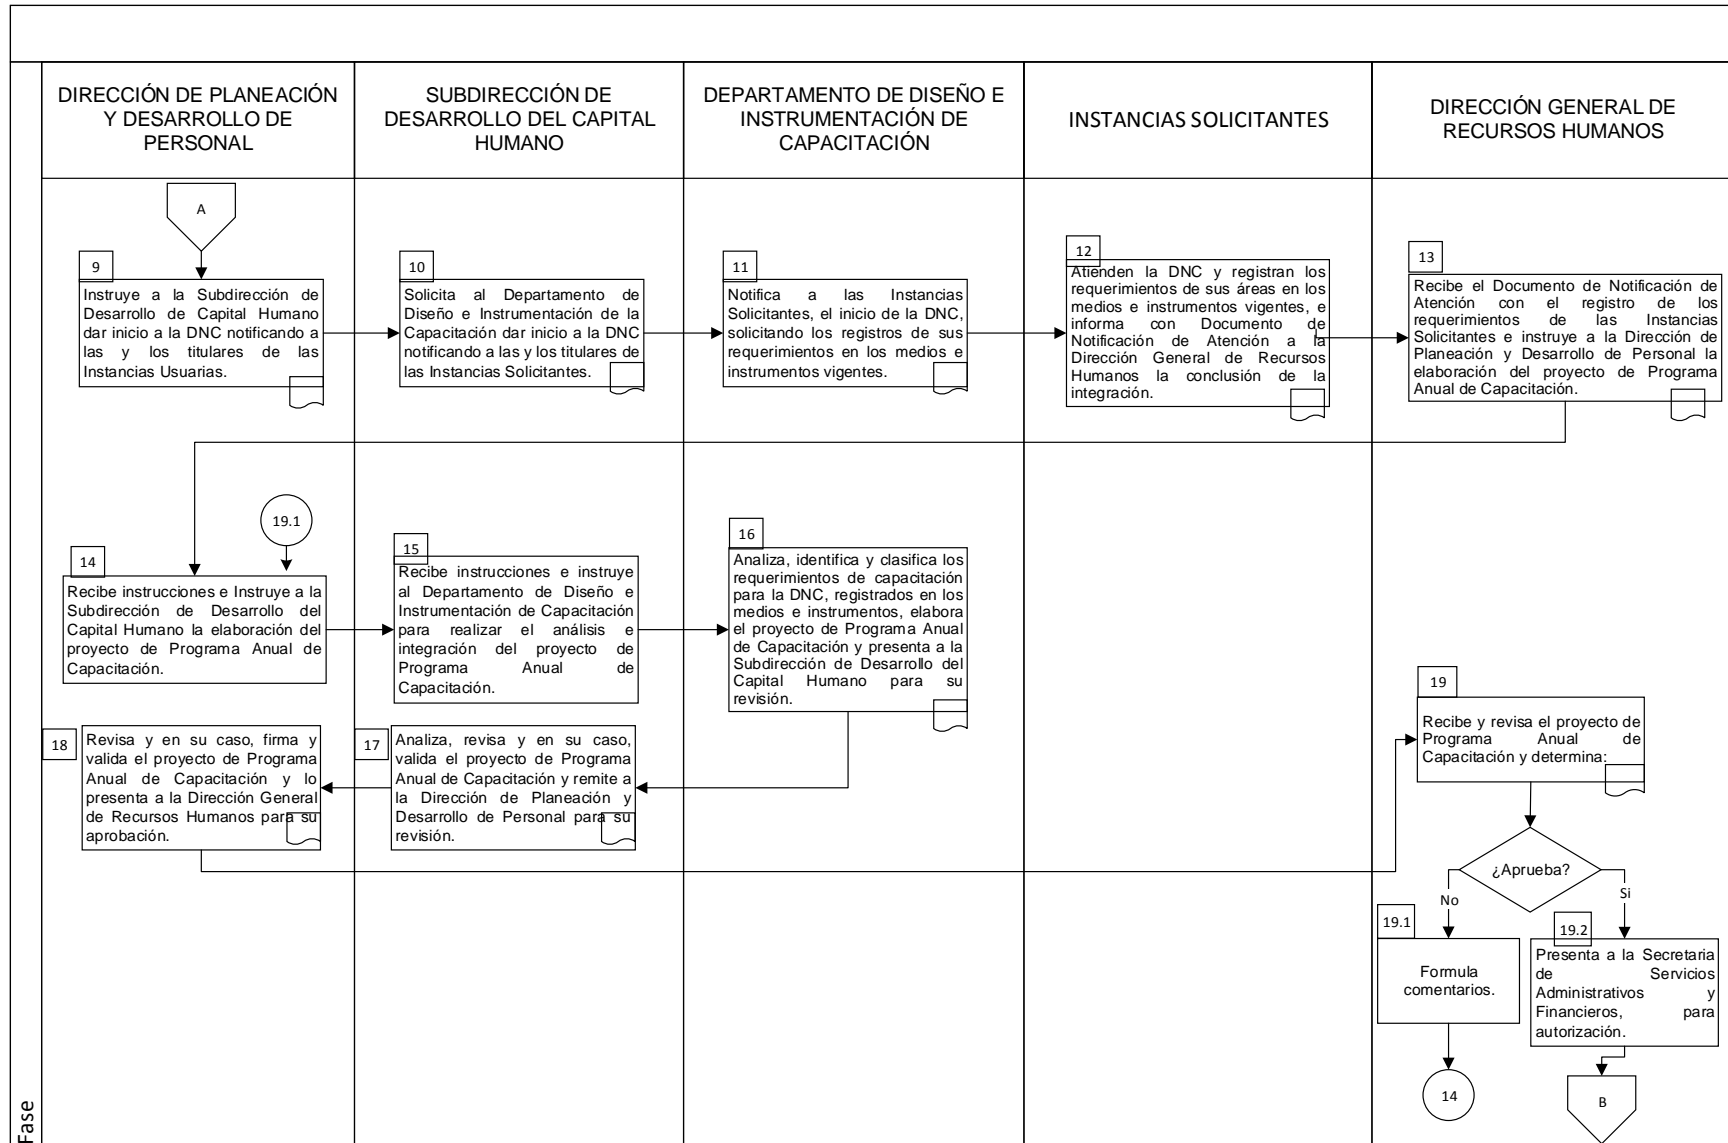 DIRECCIÓN DE PLANEACIÓN
Y DESARROLLO DE
PERSONAL
SUBDIRECCIÓN DE
DESARROLLO DEL CAPITAL
HUMANO
DEPARTAMENTO DE DISEÑO E
INSTRUMENTACIÓN DE
CAPACITACIÓN
INSTANCIAS SOLICITANTES
DIRECCIÓN GENERAL DE
RECURSOS HUMANOS
A
9
Instruye a la Subdirección de
Desarrollo de Capital Humano
dar inicio a la DNC notificando a
las y los titulares de las
Instancias Usuarias.
10
Solicita al Departamento de
Diseño e Instrumentación de la
Capacitación dar inicio a la DNC
notificando a las y los titulares de
las Instancias Solicitantes.
11
Notifica a las Instancias
Solicitantes, el inicio de la DNC,
solicitando los registros de sus
requerimientos en los medios e
instrumentos vigentes.
12
Atienden la DNC y registran los
requerimientos de sus áreas en los
medios e instrumentos vigentes, e
informa con Documento de
Notificación de Atención a la
Dirección General de Recursos
Humanos la conclusión de la
integración.
13
Recibe el Documento de Notificación de
Atención con el registro de los
requerimientos de las Instancias
Solicitantes e instruye a la Dirección de
Planeación y Desarrollo de Personal la
elaboración del proyecto de Programa
Anual de Capacitación.
19.1
14
Recibe instrucciones e Instruye a la
Subdirección de Desarrollo del
Capital Humano la elaboración del
proyecto de Programa Anual de
Capacitación.
15
Recibe instrucciones e instruye
al Departamento de Diseño e
Instrumentación de Capacitación
para realizar el análisis e
integración del proyecto de
Programa Anual de
Capacitación.
16
Analiza, identifica y clasifica los
requerimientos de capacitación
para la DNC, registrados en los
medios e instrumentos, elabora
el proyecto de Programa Anual
de Capacitación y presenta a la
Subdirección de Desarrollo del
Capital Humano para su
revisión.
17
Analiza, revisa y en su caso,
valida el proyecto de Programa
Anual de Capacitación y remite a
la Dirección de Planeación y
Desarrollo de Personal para su
revisión.
18
Revisa y en su caso, firma y
valida el proyecto de Programa
Anual de Capacitación y lo
presenta a la Dirección General
de Recursos Humanos para su
aprobación.
19
Recibe y revisa el proyecto de
Programa Anual de
Capacitación y determina:
¿Aprueba?
No
Si
19.1
Formula
comentarios.
14
19.2
Presenta a la Secretaria
de Servicios
Administrativos y
Financieros, para
autorización.
B
Fase